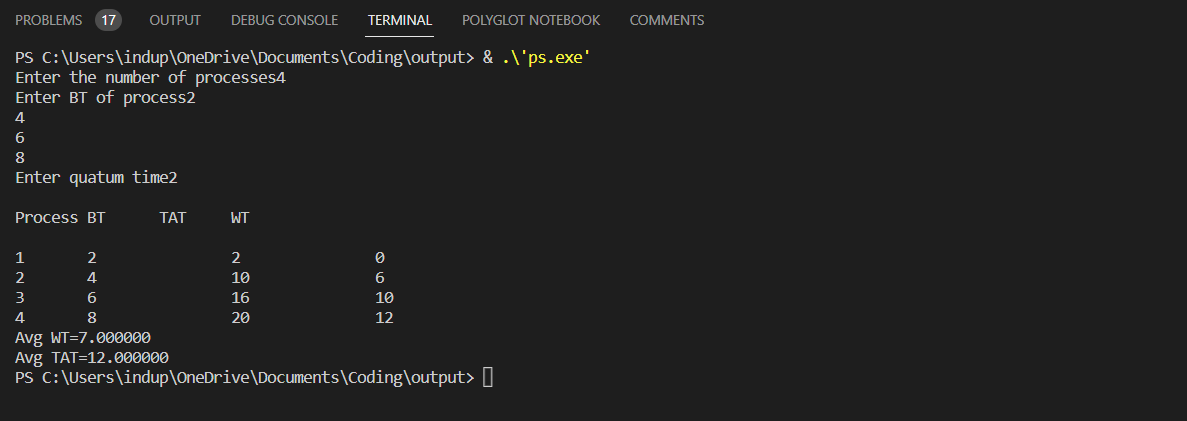 PROBLEMS 17 OUTPUT DEBUG CONSOLE TERMINAL POLYGLOT NOTEBOOK COMMENTS
PS C:\Users\indup\OneDrive\Documents\Coding\output> & .\'ps.exe'
Enter the number of processes4
Enter BT of process2
4
6
8
Enter quatum time2
Process BT TAT WT
1 2 2 0
2 4 10 6
3 6 16 10
4 8 20 12
Avg WT=7.000000
Avg TAT=12.000000
PS C:\Users\indup\OneDrive\Documents\Coding\output>